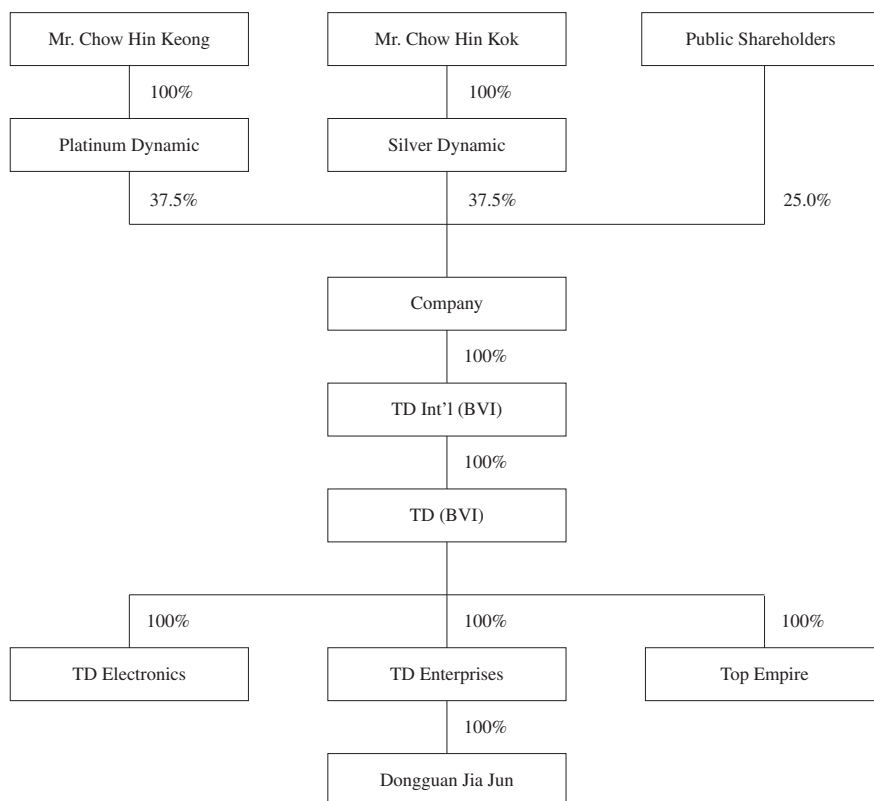 Mr. Chow Hin Keong
Mr. Chow Hin Kok
Public Shareholders
100%
100%
Platinum Dynamic
Silver Dynamic
37.5%
37.5%
25.0%
Company
100%
TD Int’l (BVI)
100%
TD (BVI)
100%
100%
100%
TD Electronics
TD Enterprises
Top Empire
100%
Dongguan Jia Jun